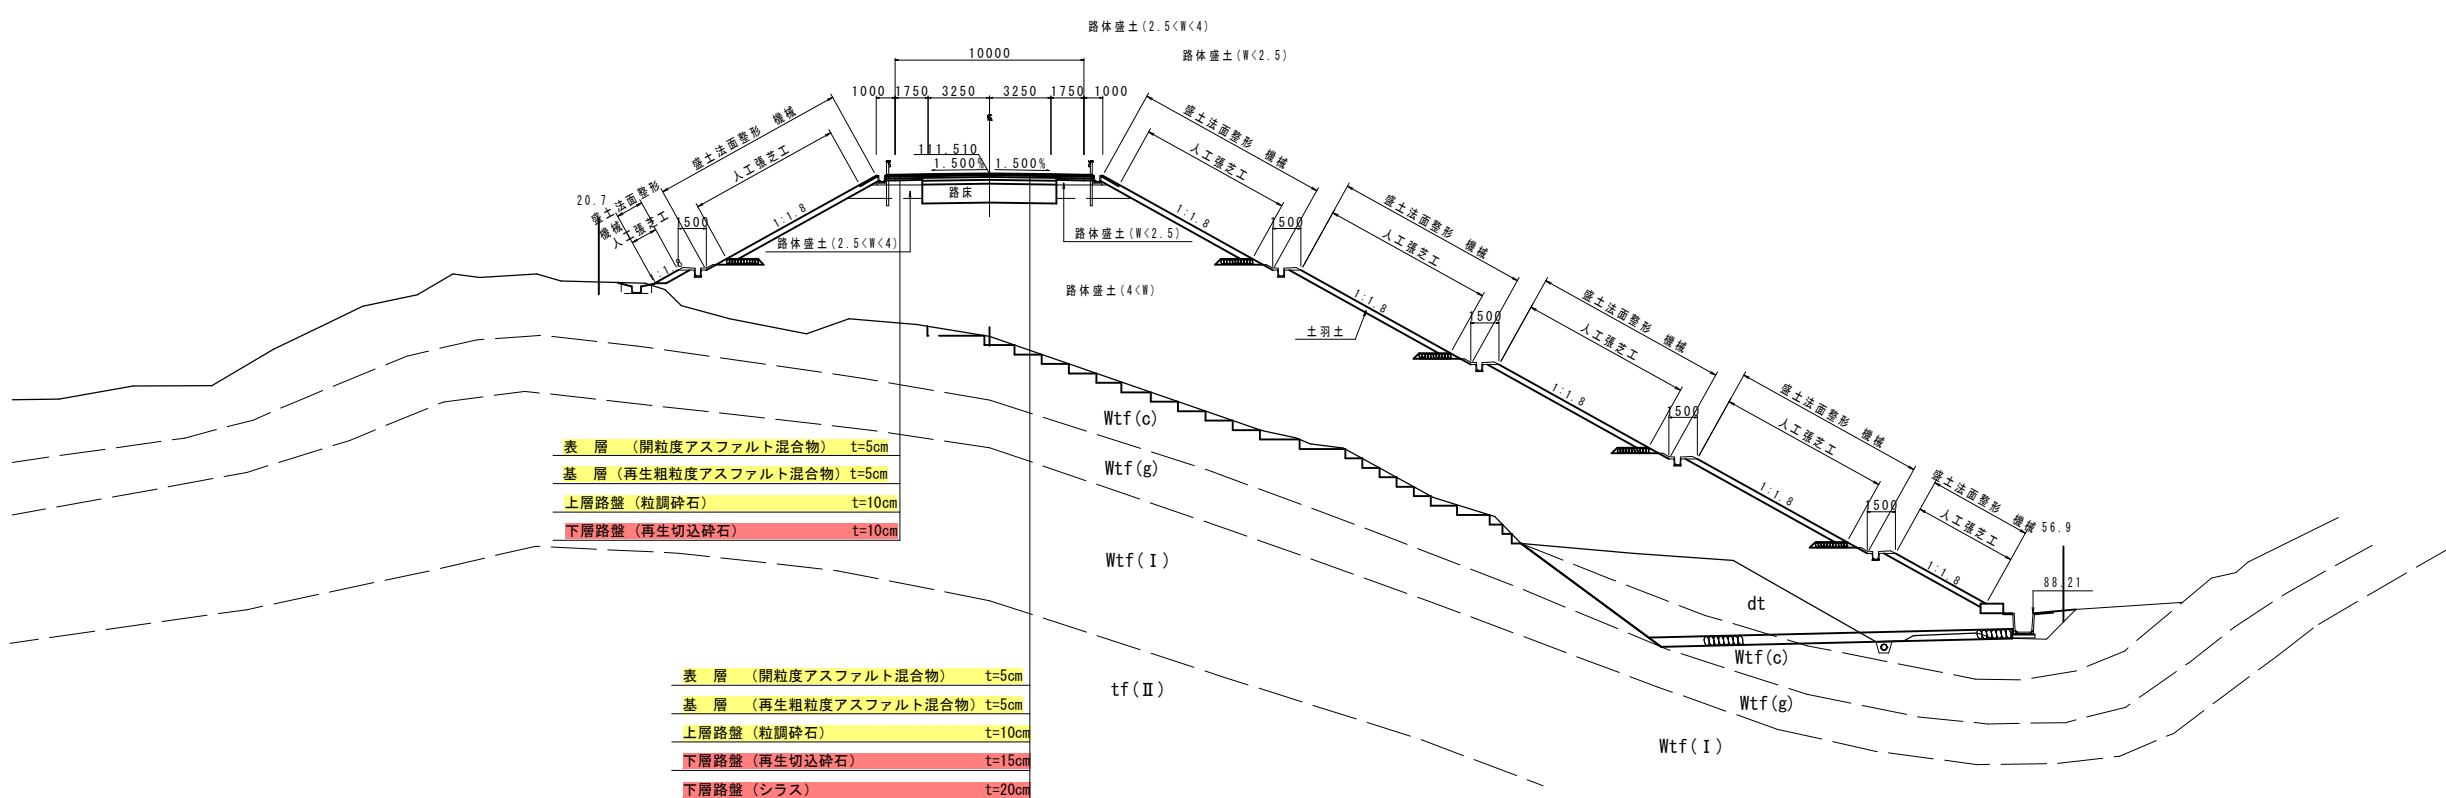 路体盛土(2.5<W<4)
路体盛土(W<2.5)
10000
1000 1750 3250 3250 1750 1000
盛土法面整形 機械
人工張芝工
盛土法面整形 機械
人工張芝工
111.510
1.500% 1.500%
路床
20.7
盛土法面整形
機械
人工張芝工
1500
1:1.8
1:1.8
路体盛土(2.5<W<4)
路体盛土(W<2.5)
路体盛土(4<W)
1:1.8
1500
盛土法面整形 機械
人工張芝工
1:1.8
土羽土
1500
盛土法面整形 機械
人工張芝工
1:1.8
1500
盛土法面整形 機械
人工張芝工
1:1.8
1500
盛土法面整形 機械
人工張芝工
1:1.8
56.9
88.21
Wtf(c)
Wtf(g)
Wtf(Ⅰ)
tf(Ⅱ)
dt
Wtf(c)
Wtf(g)
Wtf(Ⅰ)
表 層 (開粒度アスファルト混合物) t=5cm
基 層 (再生粗粒度アスファルト混合物) t=5cm
上層路盤 (粒調砕石) t=10cm
下層路盤 (再生切込砕石) t=10cm
表 層 (開粒度アスファルト混合物) t=5cm
基 層 (再生粗粒度アスファルト混合物) t=5cm
上層路盤 (粒調砕石) t=10cm
下層路盤 (再生切込砕石) t=15cm
下層路盤 (シラス) t=20cm